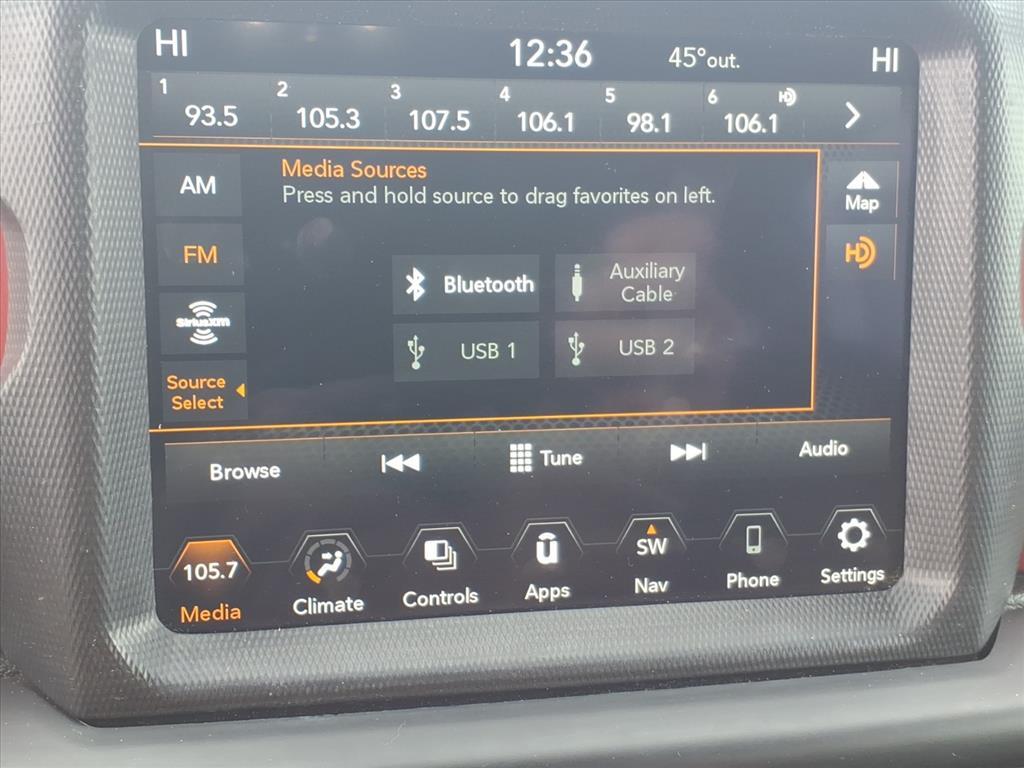 HI 12:36 45°out. HI
1 93.5 2 105.3 3 107.5 4 106.1 5 98.1 6 HD 106.1
Media Sources
Press and hold source to drag favorites on left.
AM
FM
SiriusXM
Source
Select
Bluetooth
Auxiliary
Cable
USB 1
USB 2
Map
HD
Browse Tune Audio
105.7 SW
Media Climate Controls Apps Nav Phone Settings